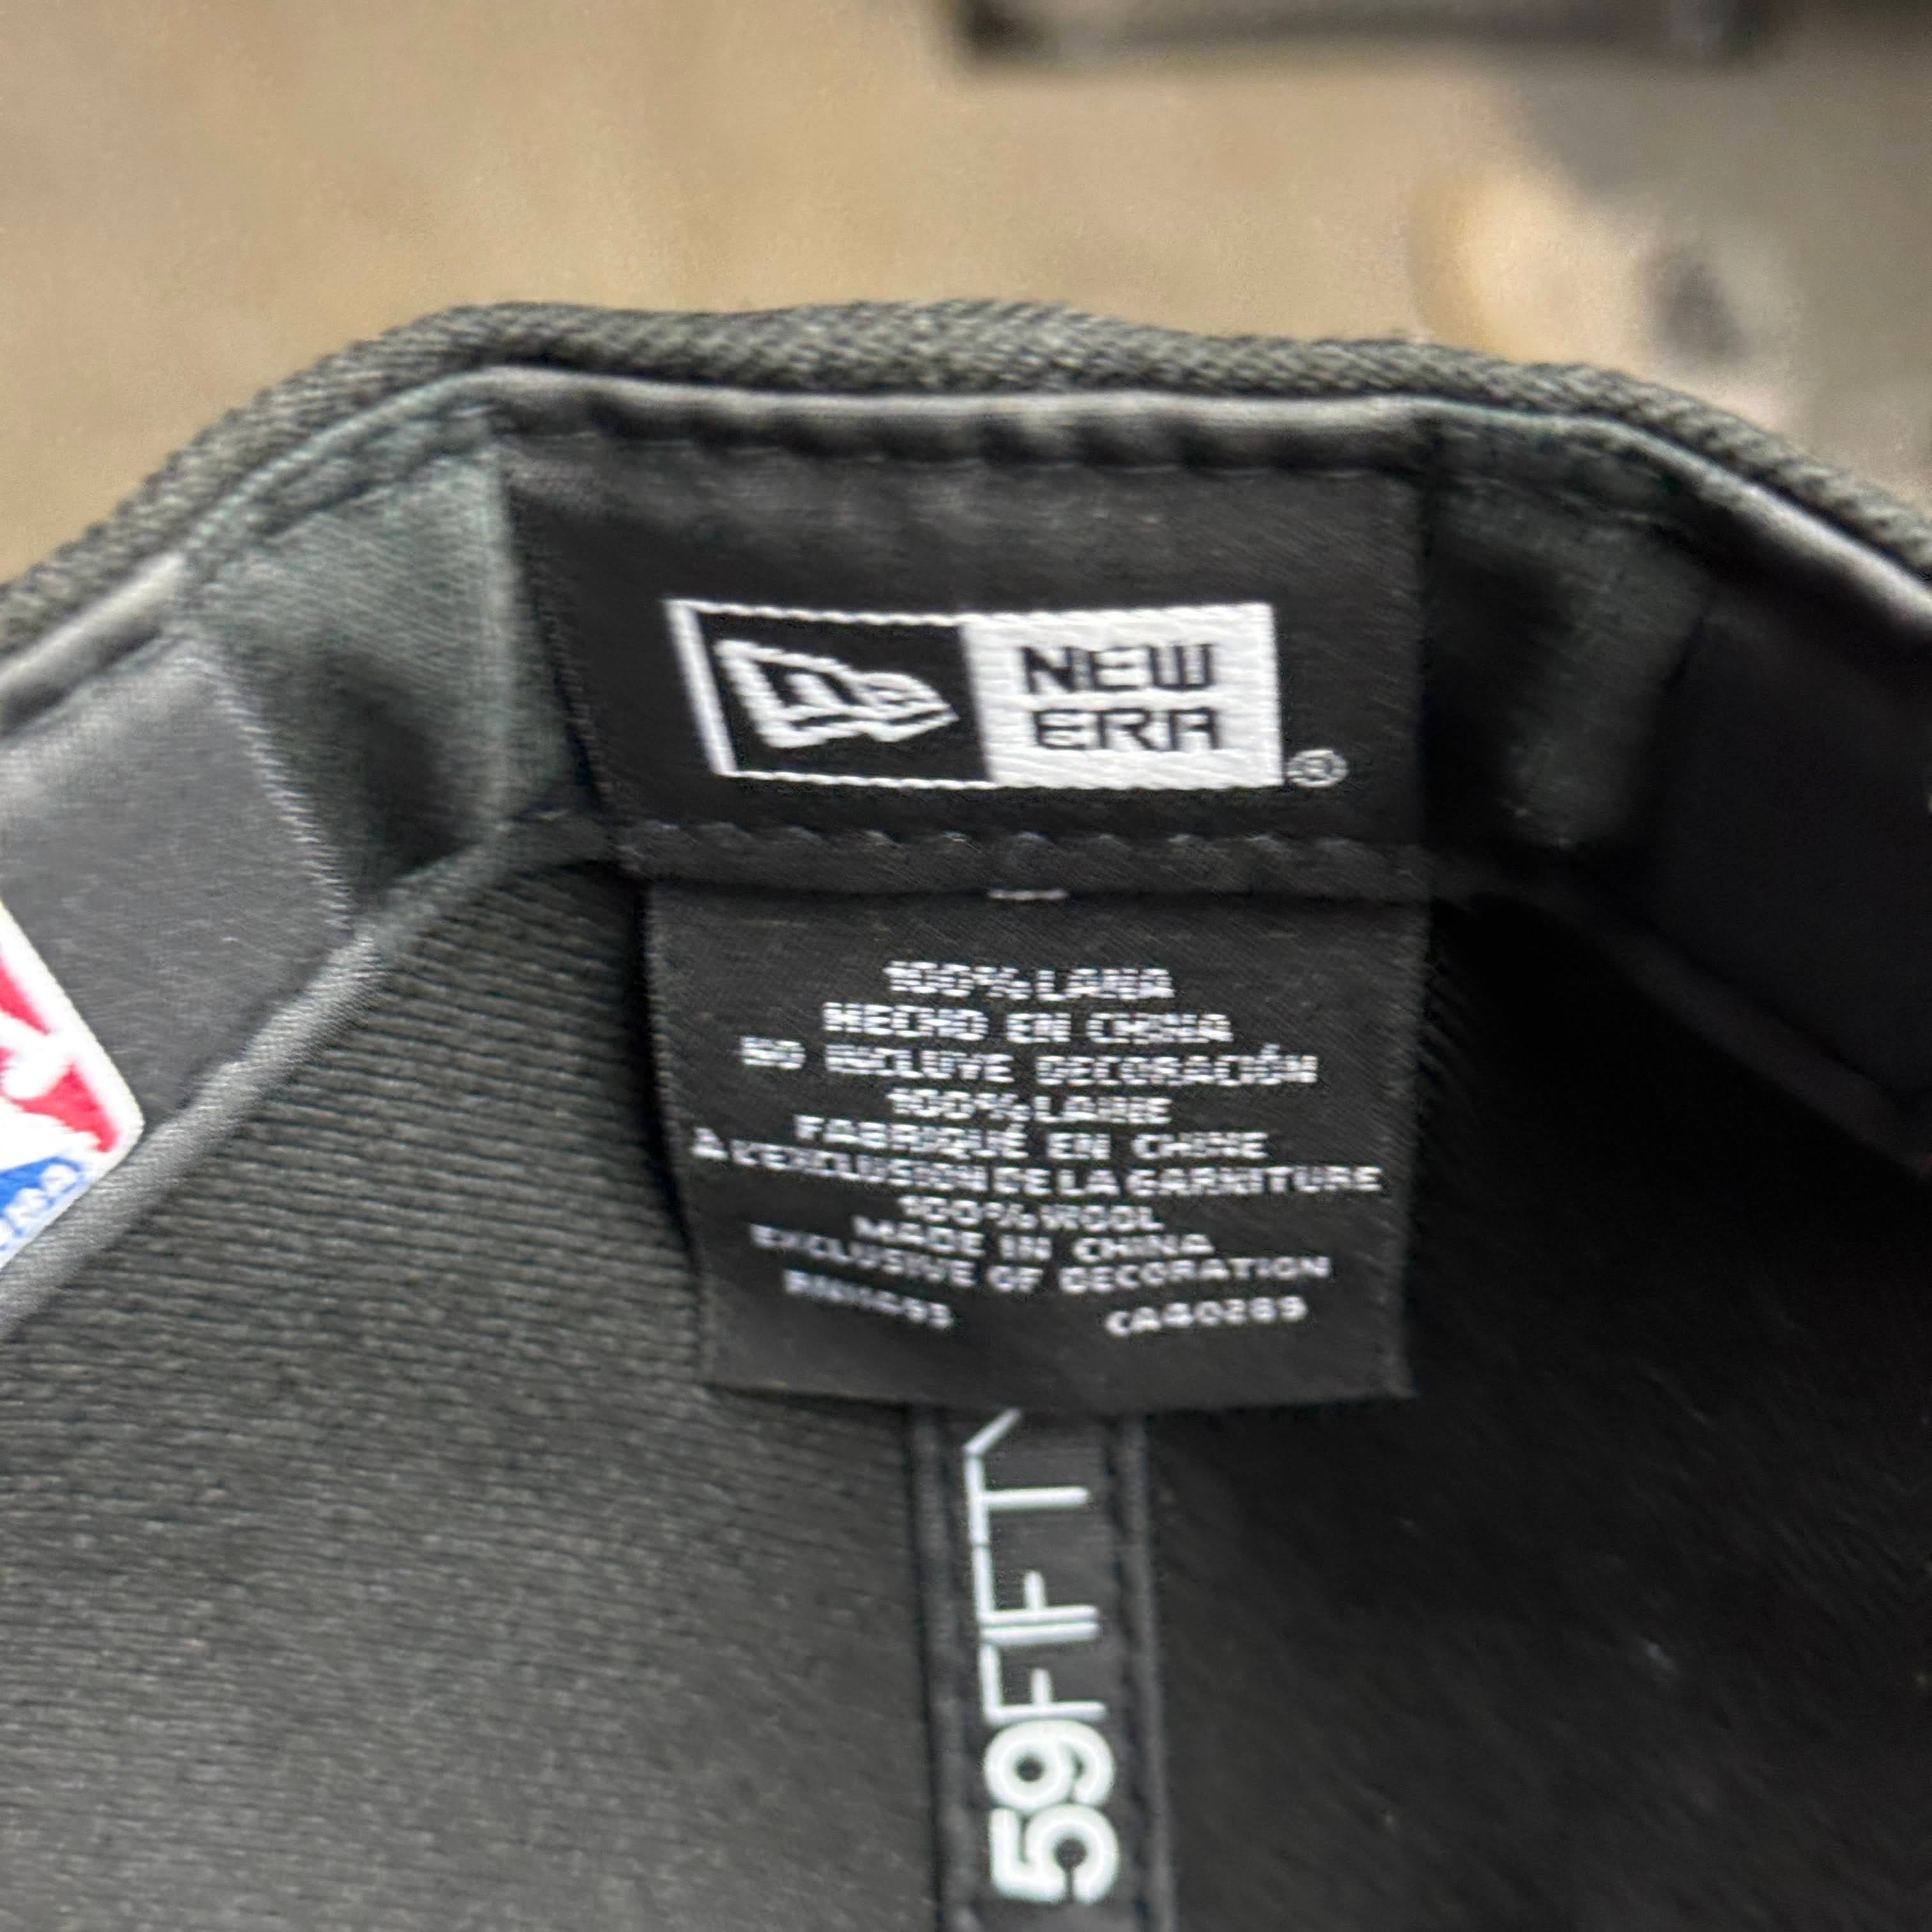 NEW
ERA
®
100% LANA
HECHO EN CHINA
NO INCLUYE DECORACIÓN
100% LAINE
FABRIQUÉ EN CHINE
À L'EXCLUSION DE LA GARNITURE
100% WOOL
MADE IN CHINA
EXCLUSIVE OF DECORATION
CA40289
59FIFTY